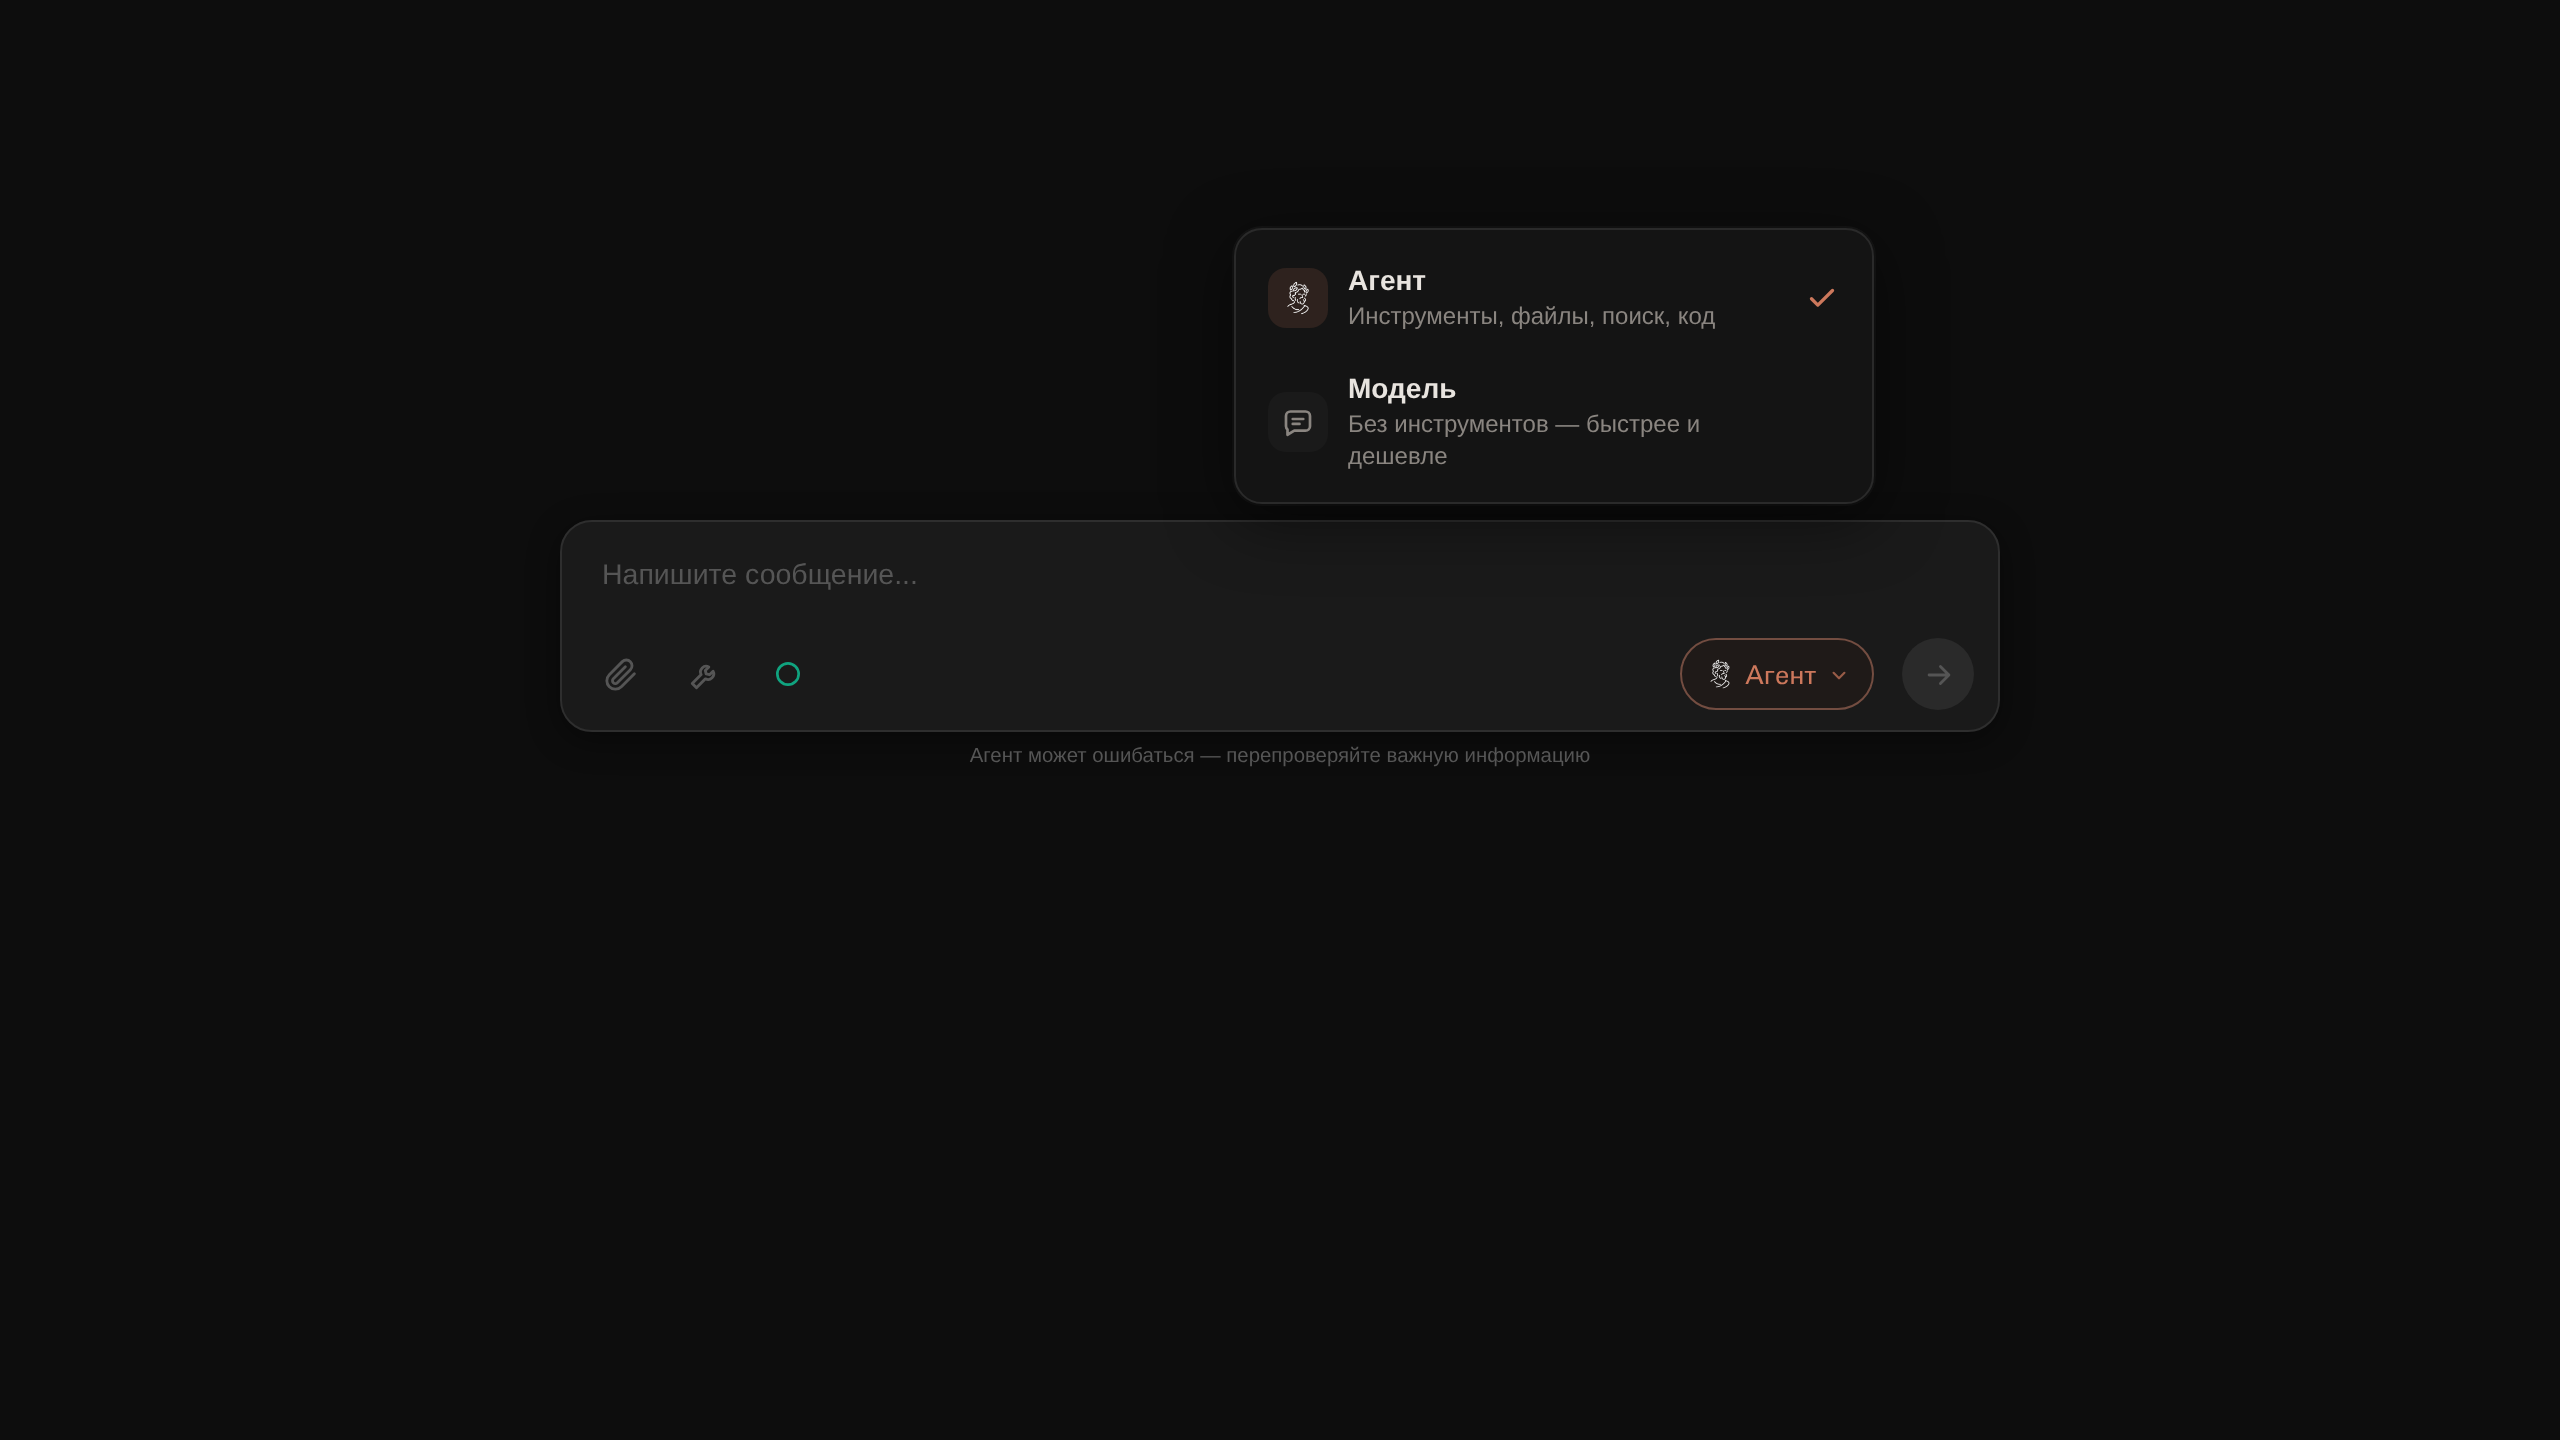 Агент
Инструменты, файлы, поиск, код
Модель
Без инструментов — быстрее и
дешевле
Напишите сообщение...
Агент
Агент может ошибаться — перепроверяйте важную информацию